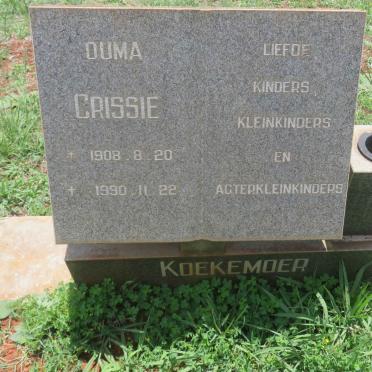 OUMA
CRISSIE
* 1908.8.20
+ 1990.11.22
LIEFDE
KINDERS,
KLEINKINDERS
EN
AGTERKLEINKINDERS
KOEKEMOER